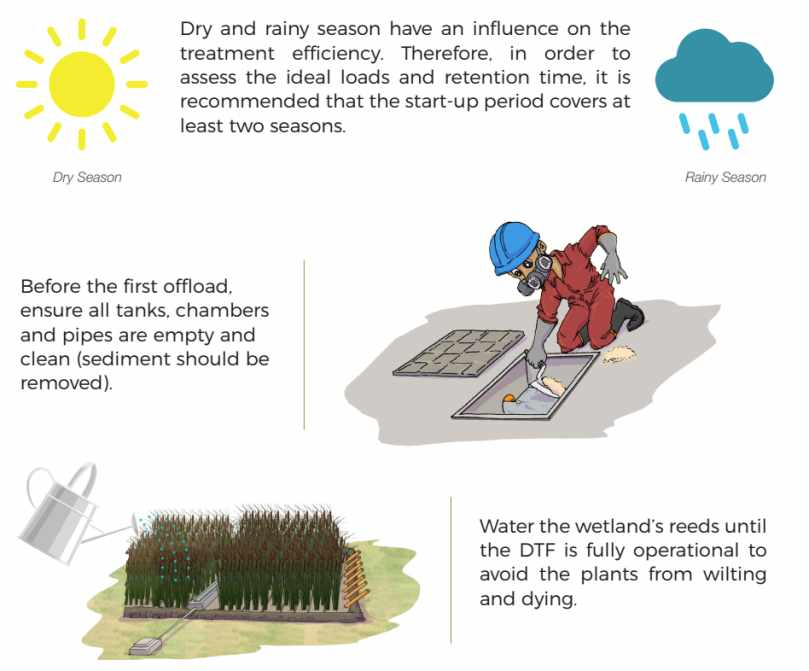 Dry and rainy season have an influence on the
treatment efficiency. Therefore, in order to
assess the ideal loads and retention time, it is
recommended that the start-up period covers at
least two seasons.
Dry Season
Rainy Season
Before the first offload,
ensure all tanks, chambers
and pipes are empty and
clean (sediment should be
removed).
Water the wetland’s reeds until
the DTF is fully operational to
avoid the plants from wilting
and dying.